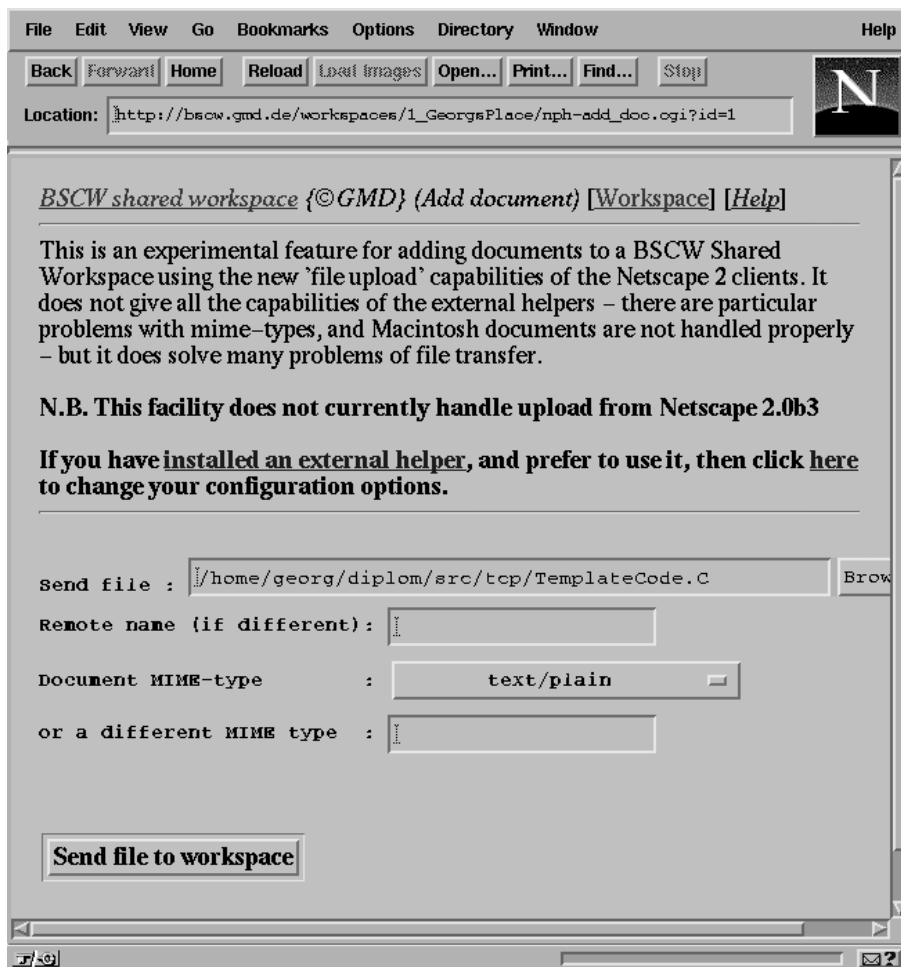 File Edit View Go Bookmarks Options Directory Window Help
Back Forward Home Reload Load Images Open... Print... Find... Stop
N
Location: http://bscw.gmd.de/workspaces/1_GeorgsPlace/nph-add_doc.cgi?id=1
BSCW shared workspace {©GMD} (Add document) [Workspace] [Help]
This is an experimental feature for adding documents to a BSCW Shared
Workspace using the new 'file upload' capabilities of the Netscape 2 clients. It
does not give all the capabilities of the external helpers – there are particular
problems with mime–types, and Macintosh documents are not handled properly
– but it does solve many problems of file transfer.
N.B. This facility does not currently handle upload from Netscape 2.0b3
If you have installed an external helper, and prefer to use it, then click here
to change your configuration options.
Send file : /home/georg/diplom/src/tcp/TemplateCode.C Brow
Remote name (if different):
Document MIME-type : text/plain
or a different MIME type :
Send file to workspace
?